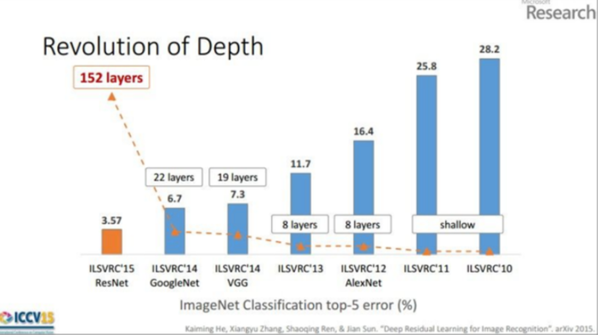 Microsoft
Research
Revolution of Depth
28.2
25.8
152 layers
16.4
11.7
22 layers
19 layers
6.7
7.3
3.57
8 layers
8 layers
shallow
ILSVRC'15
ResNet
ILSVRC'14
GoogleNet
ILSVRC'14
VGG
ILSVRC'13
ILSVRC'12
AlexNet
ILSVRC'11
ILSVRC'10
ImageNet Classification top-5 error (%)
ICCV15
Kaiming He, Xiangyu Zhang, Shaoqing Ren, & Jian Sun. "Deep Residual Learning for Image Recognition". arXiv 2015.